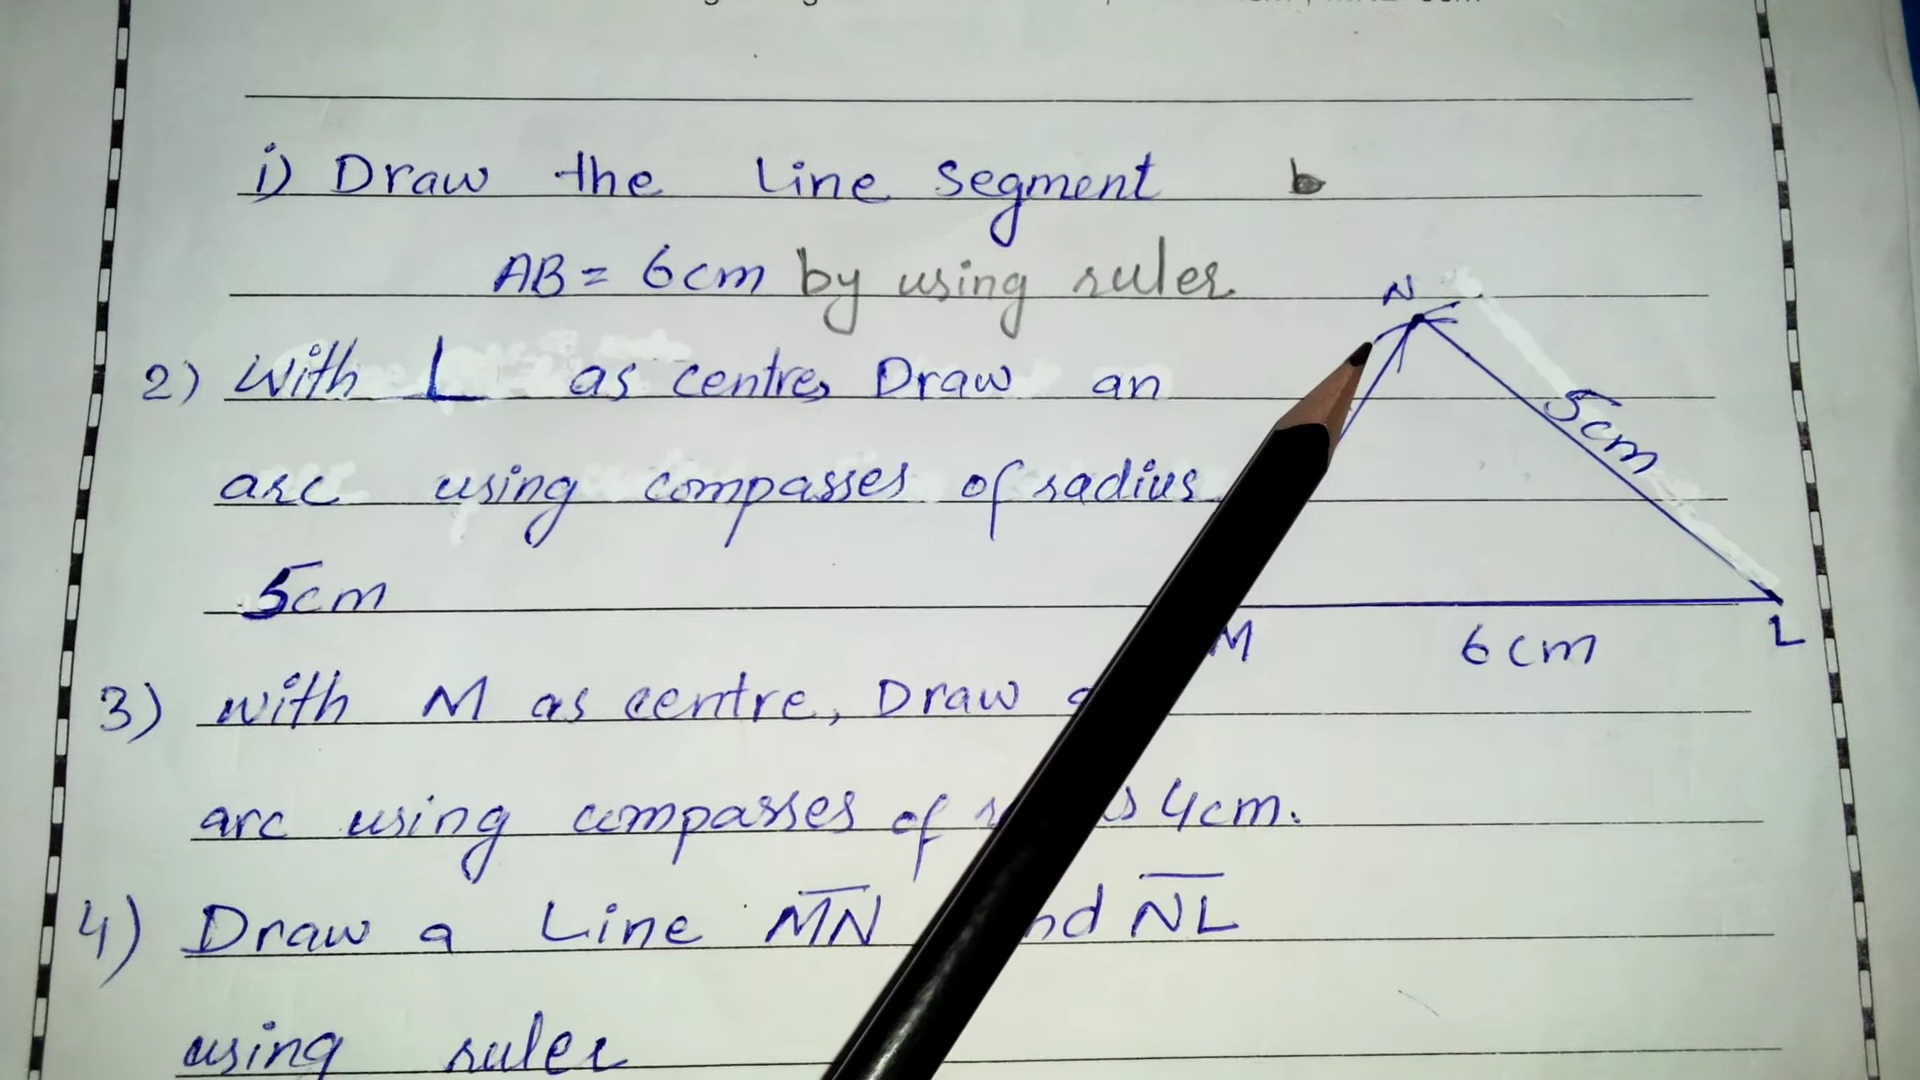 i) Draw the Line segment b
AB = 6cm by using ruler
2) With L as centre, Draw an
arc using compasses of radius
5cm
3) with M as centre, Draw
arc using compasses of 4cm.
4) Draw a Line MN NL
using ruler
N
5cm
M 6cm L